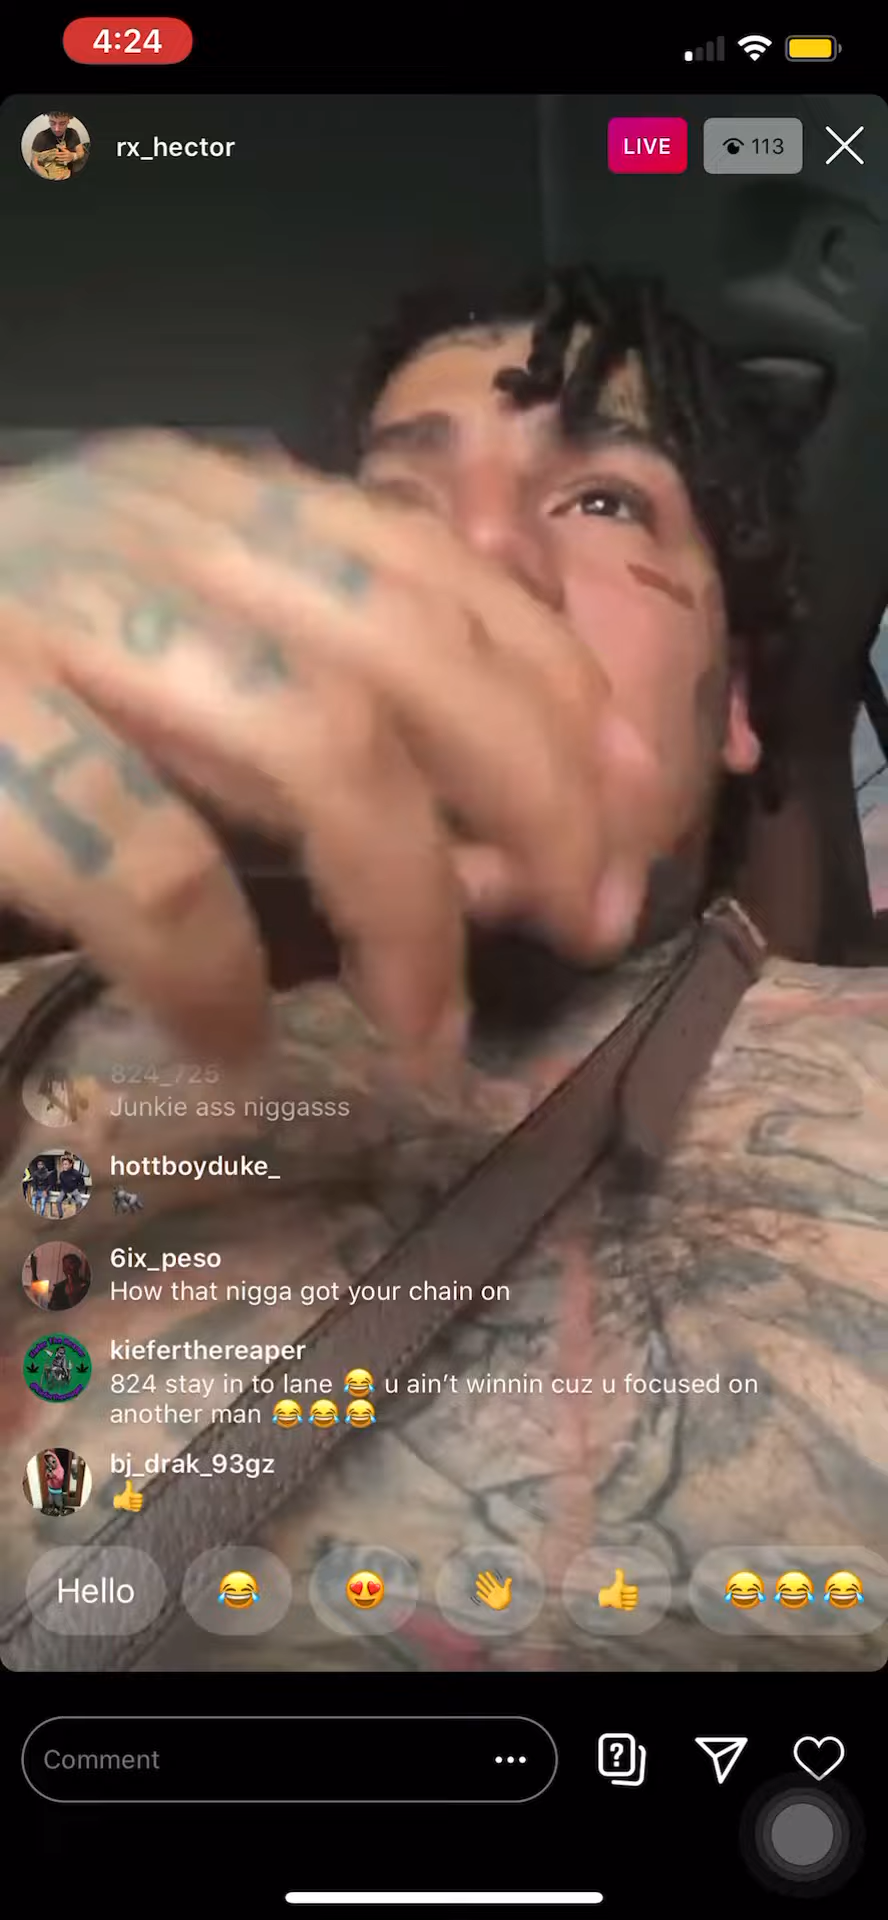 4:24
rx_hector
LIVE
113
824_725
Junkie ass niggasss
hottboyduke_
🦍
6ix_peso
How that nigga got your chain on
kieferthereaper
824 stay in to lane 😂 u ain't winnin cuz u focused on
another man 😂😂😂
bj_drak_93gz
👍
Hello 😂 😍 👋 👍 😂😂😂
Comment